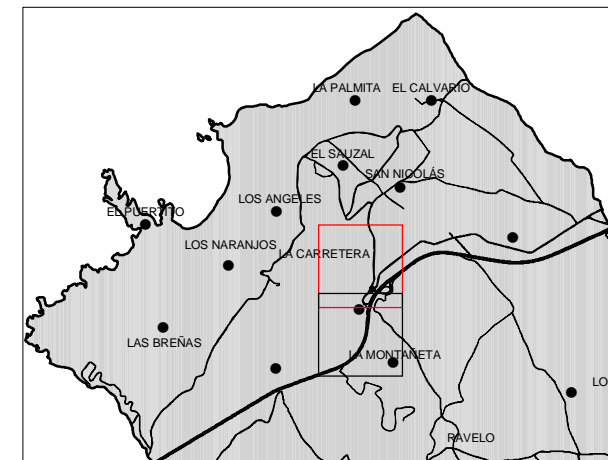 LA PALMITA
EL CALVARIO
EL SAUZAL
SAN NICOLÁS
LOS ANGELES
EL PUERTITO
LOS NARANJOS
LA CARRETERA
LAS BREÑAS
LA MONTAÑETA
LO
RAVELO